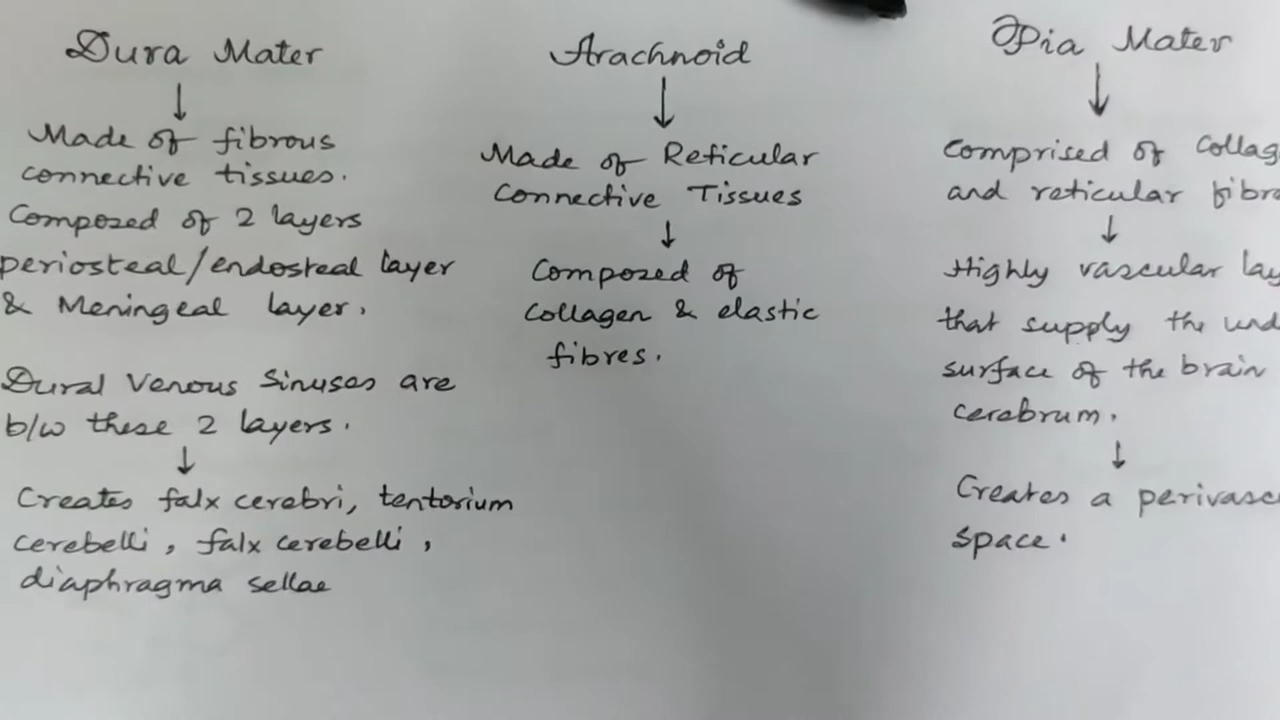 Dura Mater
Made of fibrous
connective tissues.
Composed of 2 layers
periosteal/endosteal layer
& Meningeal layer.
Dural Venous Sinuses are
b/w these 2 layers.
Creates falx cerebri, tentorium
cerebelli, falx cerebelli,
diaphragma sellae
Arachnoid
Made of Reticular
Connective Tissues
Composed of
Collagen & elastic
fibres.
Pia Mater
Comprised of
and reticular
Highly vascular
that supply the
surface of the brain
cerebrum.
Creates a
space.